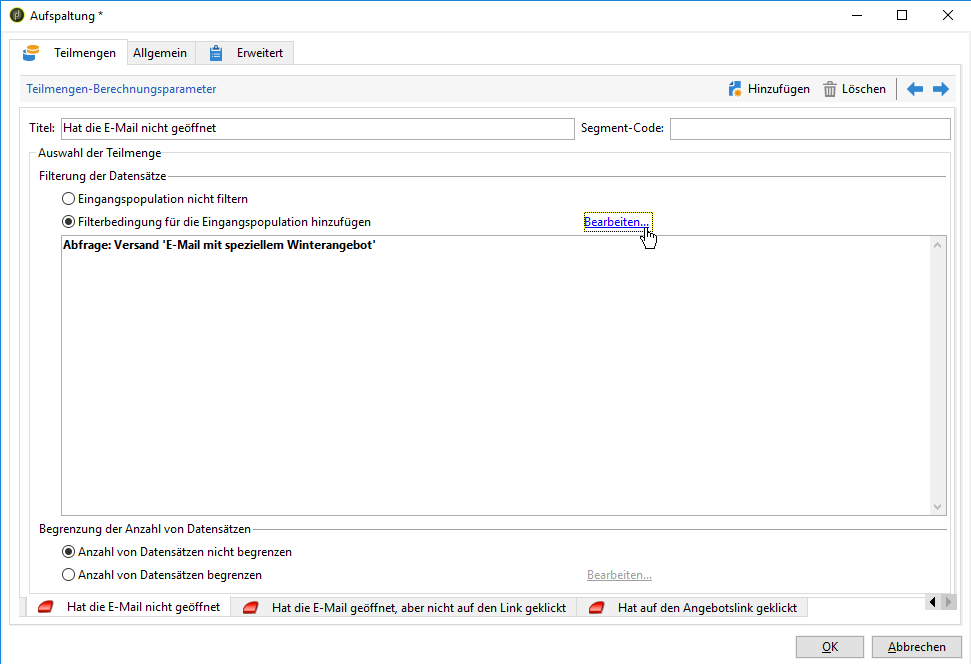 Aufspaltung *
Teilmengen Allgemein Erweitert
Teilmengen-Berechnungsparameter Hinzufügen Löschen
Titel: Hat die E-Mail nicht geöffnet Segment-Code:
Auswahl der Teilmenge
Filterung der Datensätze
Eingangspopulation nicht filtern
Filterbedingung für die Eingangspopulation hinzufügen Bearbeiten...
Abfrage: Versand 'E-Mail mit speziellem Winterangebot'
Begrenzung der Anzahl von Datensätzen
Anzahl von Datensätzen nicht begrenzen
Anzahl von Datensätzen begrenzen Bearbeiten...
Hat die E-Mail nicht geöffnet Hat die E-Mail geöffnet, aber nicht auf den Link geklickt Hat auf den Angebotslink geklickt
OK Abbrechen